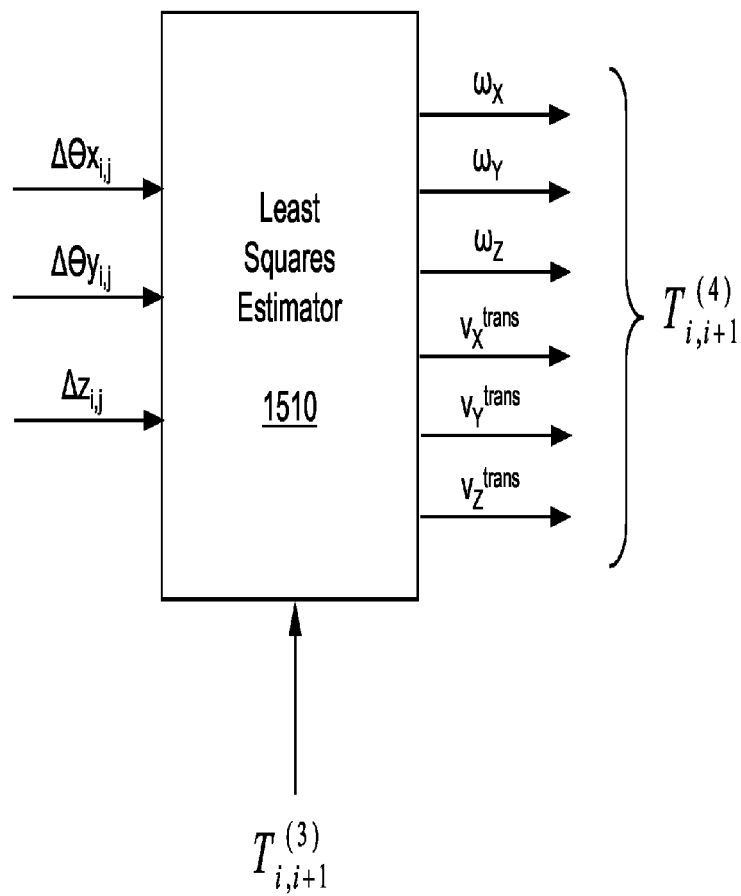 Δθx_{i,j}
Δθy_{i,j}
Δz_{i,j}
Least
Squares
Estimator
1510
ω_X
ω_Y
ω_Z
v_X^{trans}
v_Y^{trans}
v_Z^{trans}
T_{i,i+1}^{(4)}
T_{i,i+1}^{(3)}